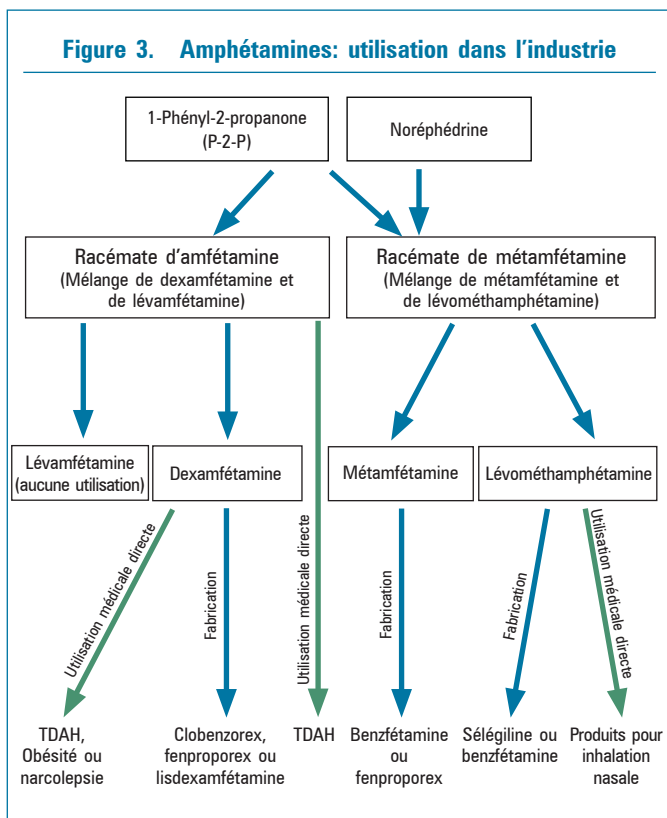 Figure 3. Amphétamines: utilisation dans l'industrie
1-Phényl-2-propanone
(P-2-P)
Noréphédrine
Racémate d'amfétamine
(Mélange de dexamfétamine et
de lévamfétamine)
Racémate de métamfétamine
(Mélange de métamfétamine et
de lévométhamphétamine)
Lévamfétamine
(aucune utilisation)
Dexamfétamine
Métamfétamine
Lévométhamphétamine
Utilisation médicale directe
Fabrication
Utilisation médicale directe
Fabrication
Fabrication
Utilisation médicale directe
TDAH,
Obésité ou
narcolepsie
Clobenzorex,
fenproporex ou
lisdexamfétamine
TDAH
Benzfétamine
ou
fenproporex
Sélégiline ou
benzfétamine
Produits pour
inhalation
nasale